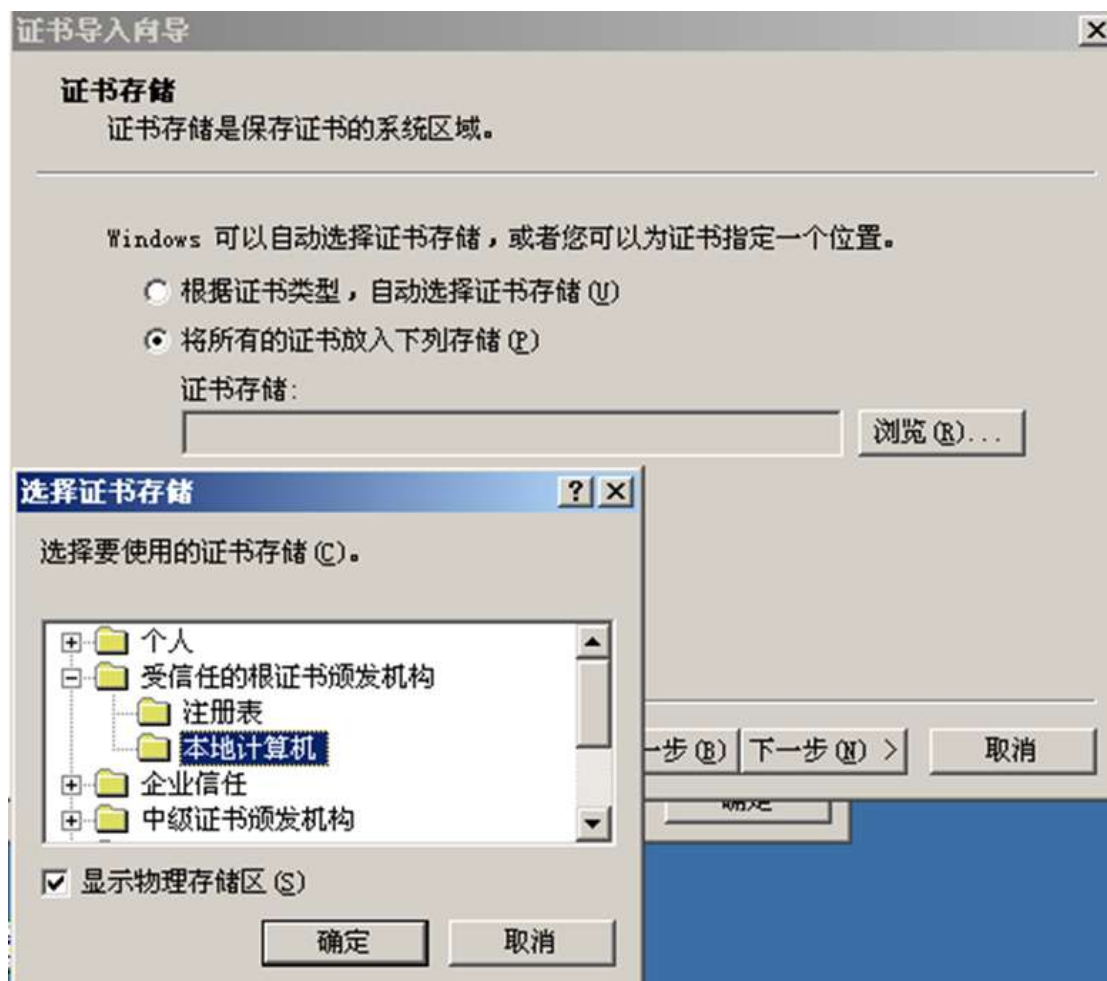 证书导入向导
证书存储
证书存储是保存证书的系统区域。
Windows 可以自动选择证书存储，或者您可以为证书指定一个位置。
根据证书类型，自动选择证书存储(U)
将所有的证书放入下列存储(P)
证书存储:
浏览(R)...
选择证书存储
选择要使用的证书存储(C)。
个人
受信任的根证书颁发机构
注册表
本地计算机
企业信任
中级证书颁发机构
显示物理存储区(S)
确定 取消
一步(B) 下一步(N) > 取消
确定